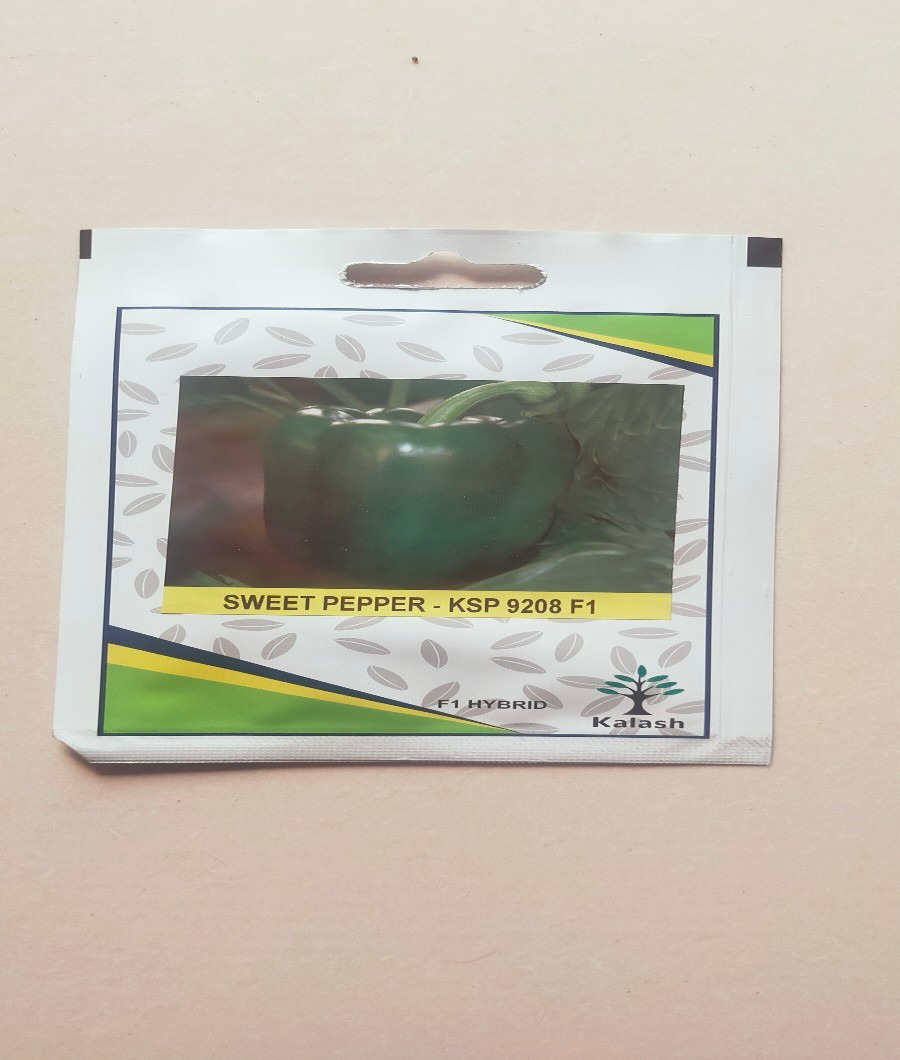 SWEET PEPPER - KSP 9208 F1
F1 HYBRID
Kalash